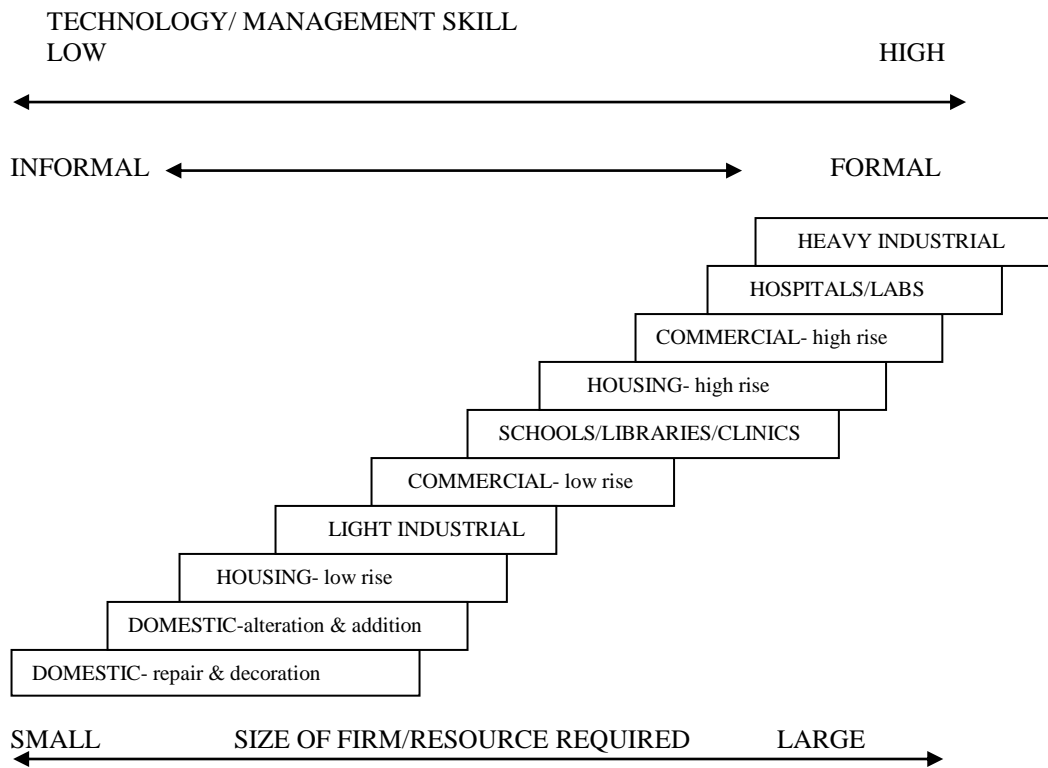 TECHNOLOGY/ MANAGEMENT SKILL
LOW HIGH
INFORMAL FORMAL
HEAVY INDUSTRIAL
HOSPITALS/LABS
COMMERCIAL- high rise
HOUSING- high rise
SCHOOLS/LIBRARIES/CLINICS
COMMERCIAL- low rise
LIGHT INDUSTRIAL
HOUSING- low rise
DOMESTIC-alteration & addition
DOMESTIC- repair & decoration
SMALL SIZE OF FIRM/RESOURCE REQUIRED LARGE